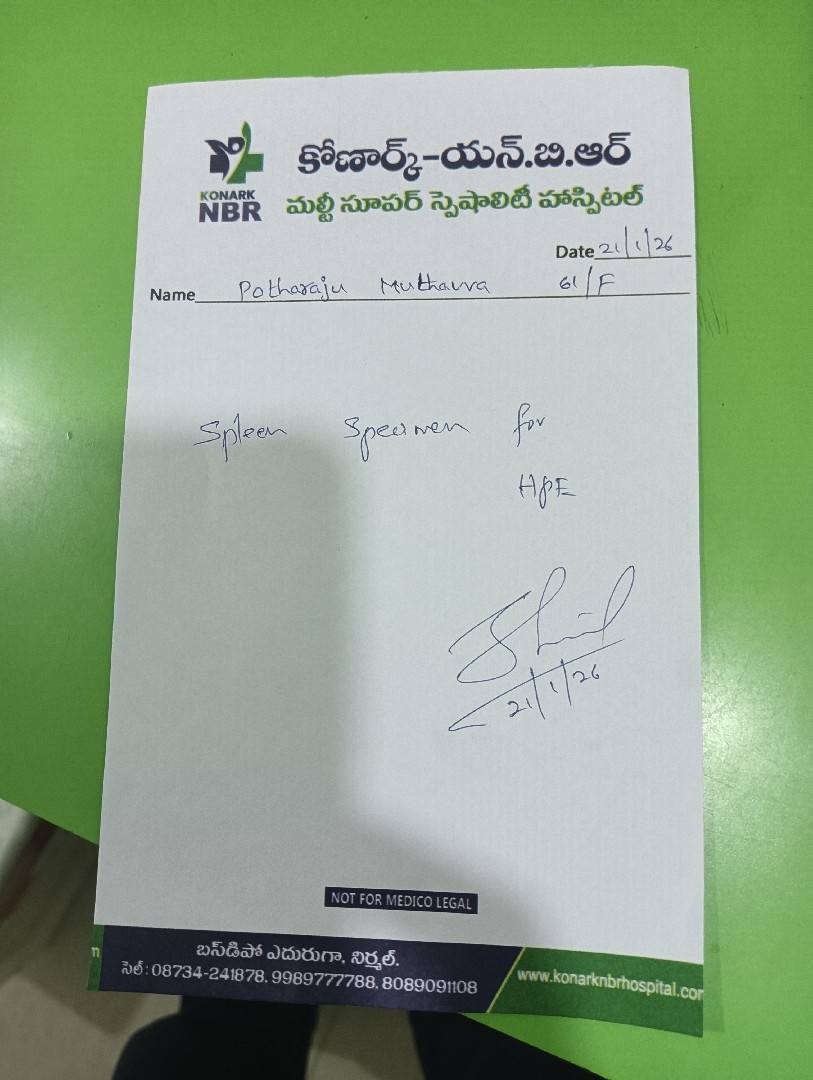 కోణార్క్-యన్.బి.ఆర్
KONARK
NBR
మల్టీ సూపర్ స్పెషాలిటీ హాస్పిటల్
Date 21/1/26
Name Potharaju Muthavva 61/F
Spleen Specimen for
HPE
21/1/26
NOT FOR MEDICO LEGAL
బస్‌డిపో ఎదురుగా, నిర్మల్.
సెల్ : 08734-241878, 9989777788, 8089091108
www.konarknbrhospital.com